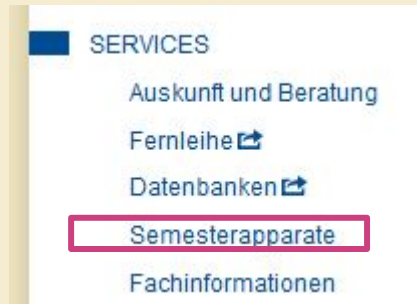 SERVICES
Auskunft und Beratung
Fernleihe
Datenbanken
Semesterapparate
Fachinformationen